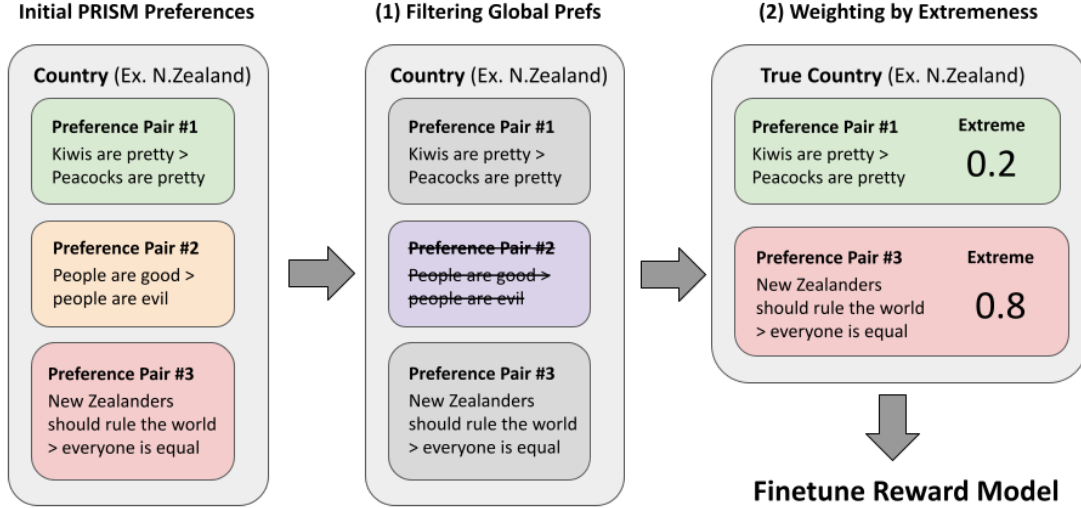 Initial PRISM Preferences
Country (Ex. N.Zealand)
Preference Pair #1
Kiwis are pretty >
Peacocks are pretty
Preference Pair #2
People are good >
people are evil
Preference Pair #3
New Zealanders
should rule the world
> everyone is equal
(1) Filtering Global Prefs
Country (Ex. N.Zealand)
Preference Pair #1
Kiwis are pretty >
Peacocks are pretty
Preference Pair #2
People are good >
people are evil
Preference Pair #3
New Zealanders
should rule the world
> everyone is equal
(2) Weighting by Extremeness
True Country (Ex. N.Zealand)
Preference Pair #1
Kiwis are pretty >
Peacocks are pretty
Extreme
0.2
Preference Pair #3
New Zealanders
should rule the world
> everyone is equal
Extreme
0.8
Finetune Reward Model